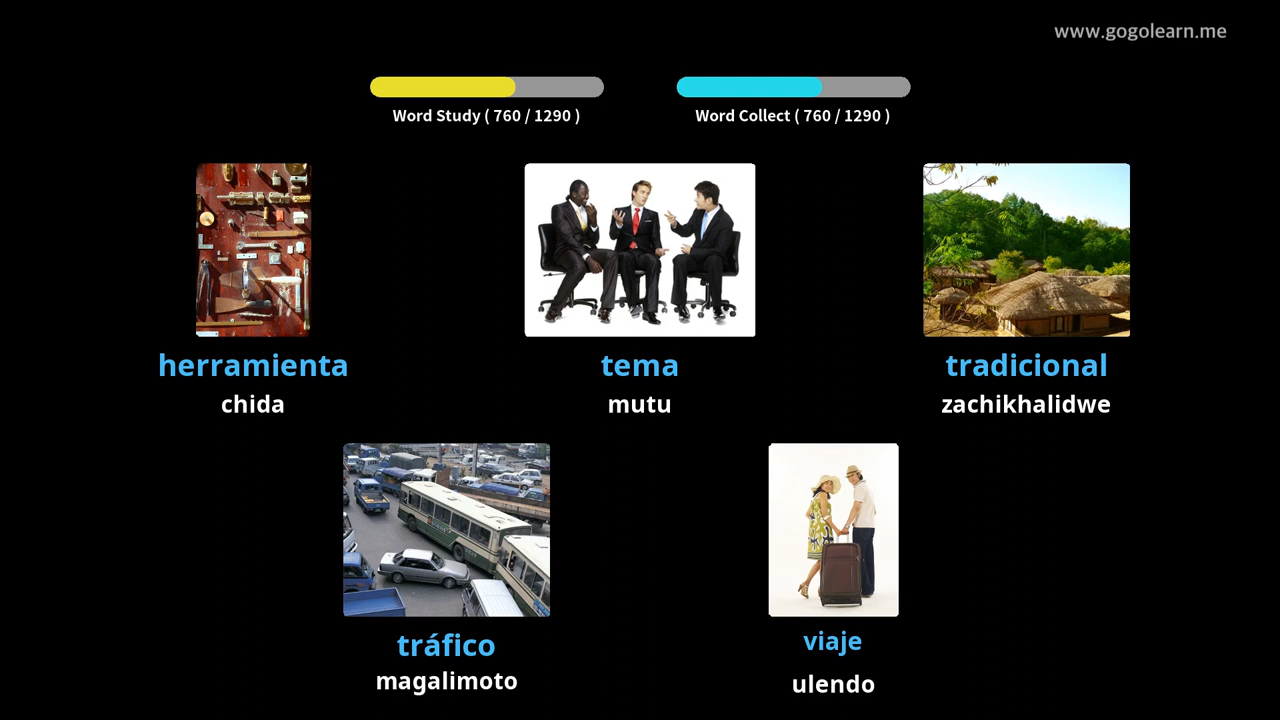 www.gogolearn.me
Word Study ( 760 / 1290 )
Word Collect ( 760 / 1290 )
herramienta
chida
tema
mutu
tradicional
zachikhalidwe
tráfico
magalimoto
viaje
ulendo